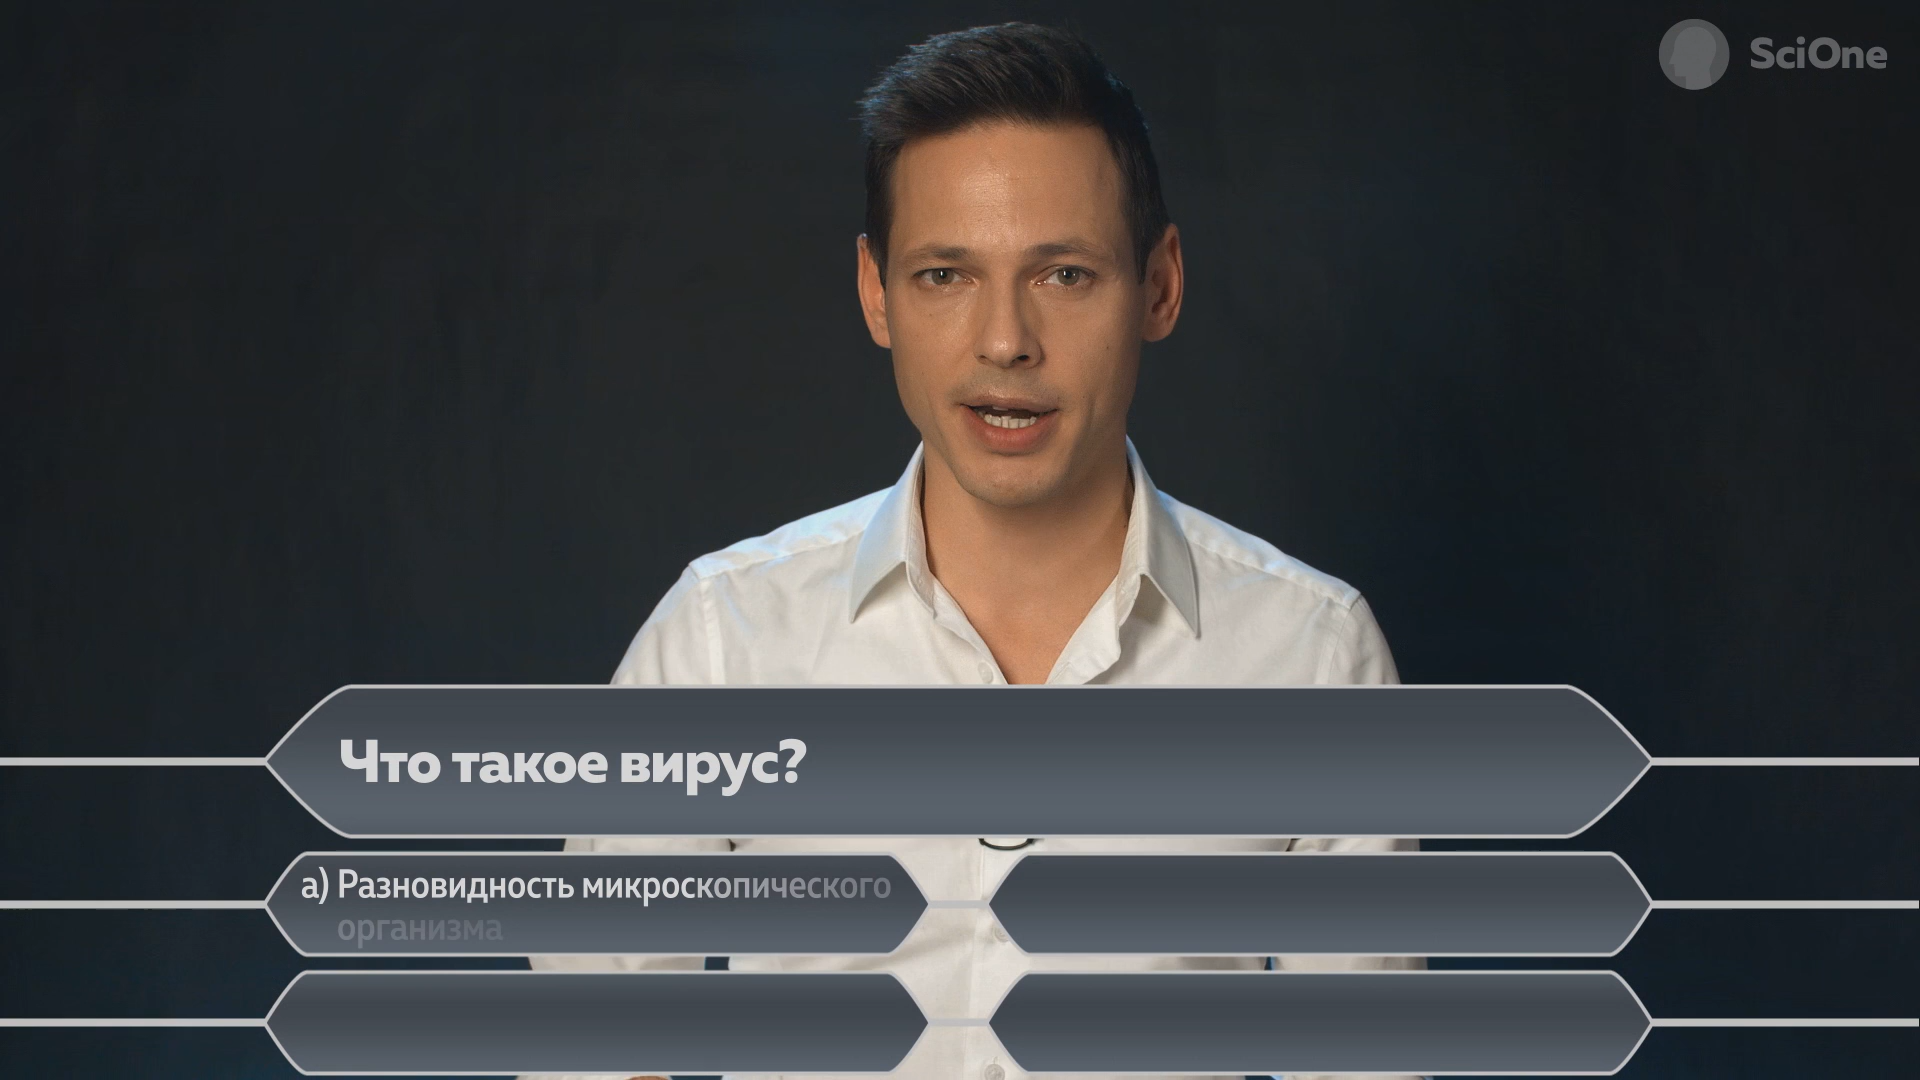 SciOne
Что такое вирус?
а) Разновидность микроскопического
организма